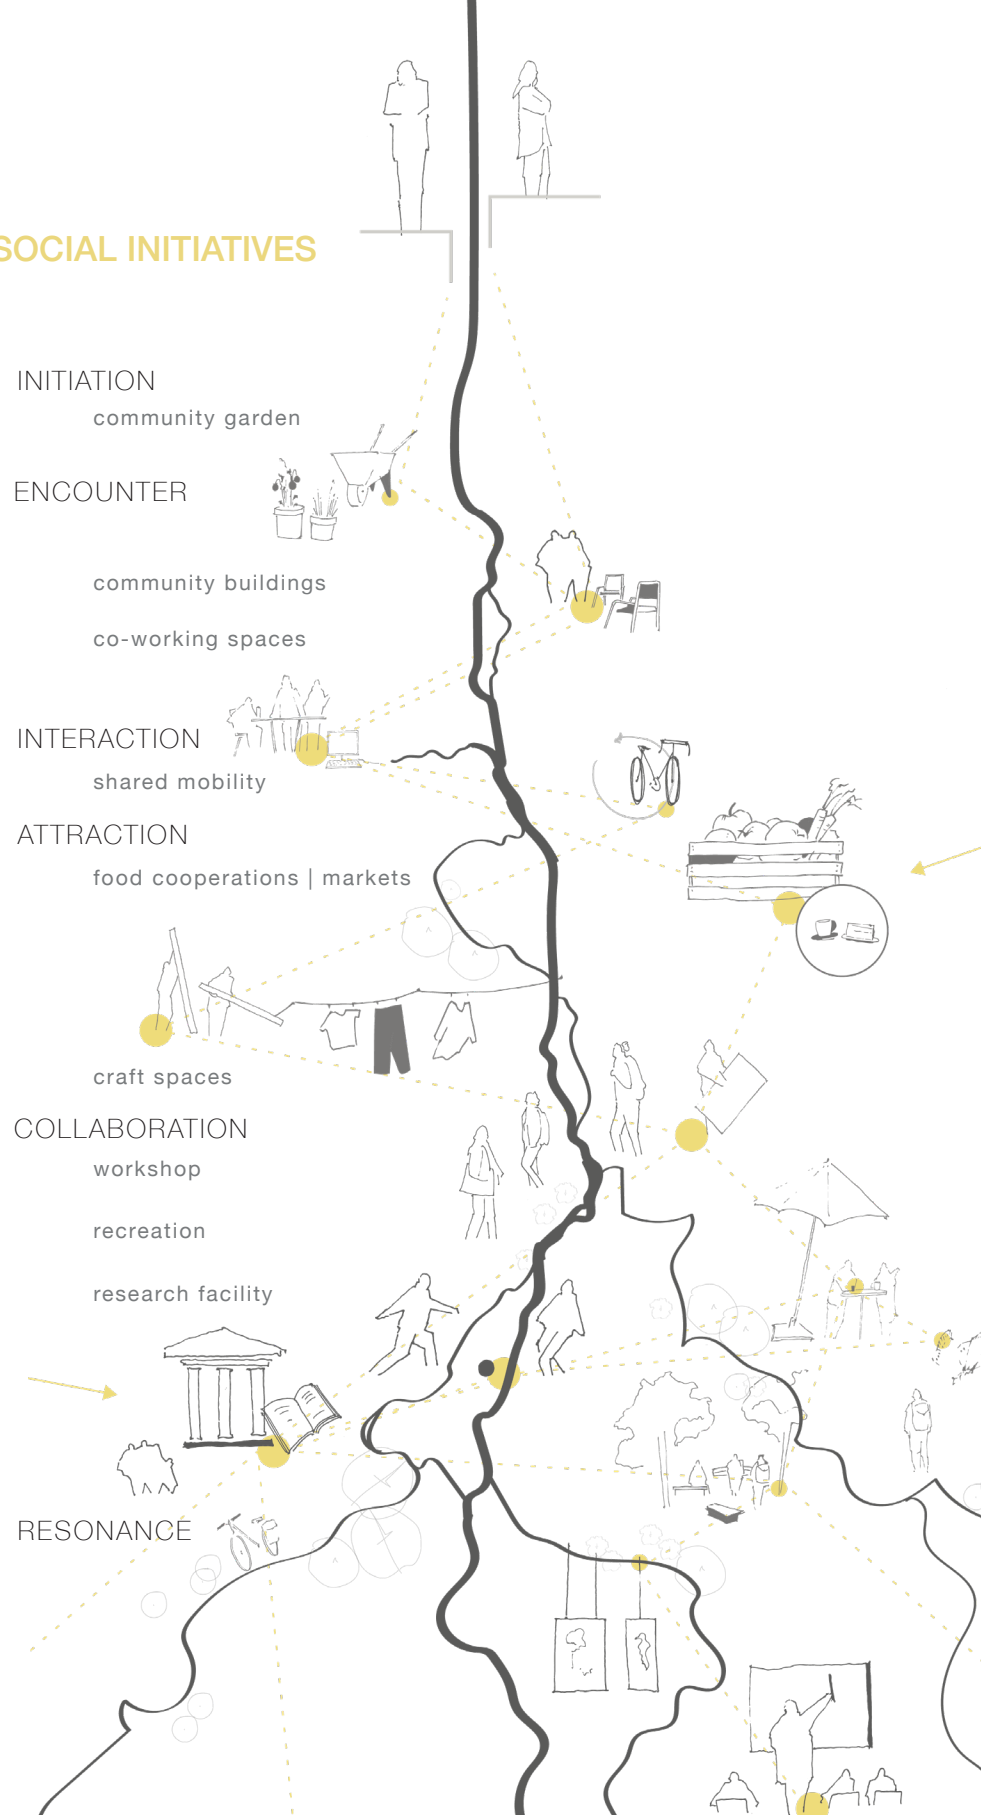 SOCIAL INITIATIVES
INITIATION
community garden
ENCOUNTER
community buildings
co-working spaces
INTERACTION
shared mobility
ATTRACTION
food cooperations | markets
craft spaces
COLLABORATION
workshop
recreation
research facility
RESONANCE